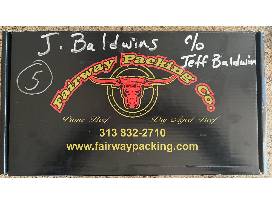 J. Baldwins
c/o
Jeff Baldwin
5
Fairway Packing Co.
Prime Beef
Dry Aged Beef
313 832-2710
www.fairwaypacking.com